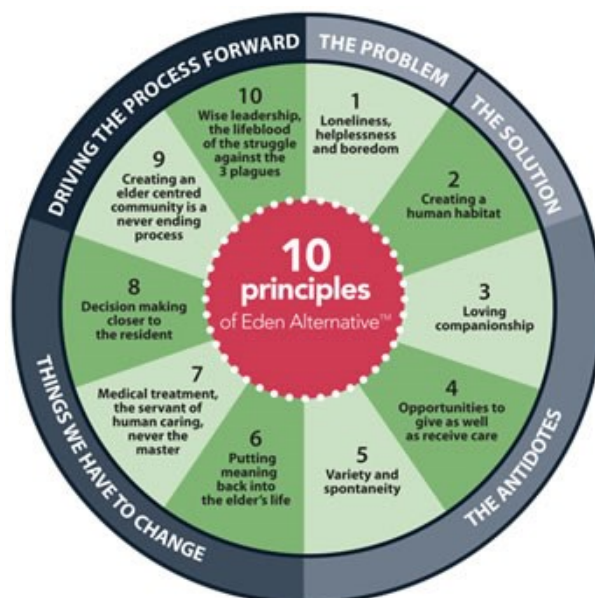 DRIVING THE PROCESS FORWARD
THE PROBLEM
THE SOLUTION
THE ANTIDOTES
THINGS WE HAVE TO CHANGE
10
principles
of Eden Alternative™
1
Loneliness,
helplessness
and boredom
2
Creating a
human habitat
3
Loving
companionship
4
Opportunities to
give as well
as receive care
5
Variety and
spontaneity
6
Putting
meaning
back into
the elder's life
7
Medical treatment,
the servant of
human caring,
never the
master
8
Decision making
closer to
the resident
9
Creating an
elder centred
community is a
never ending
process
10
Wise leadership,
the lifeblood
of the struggle
against the
3 plagues